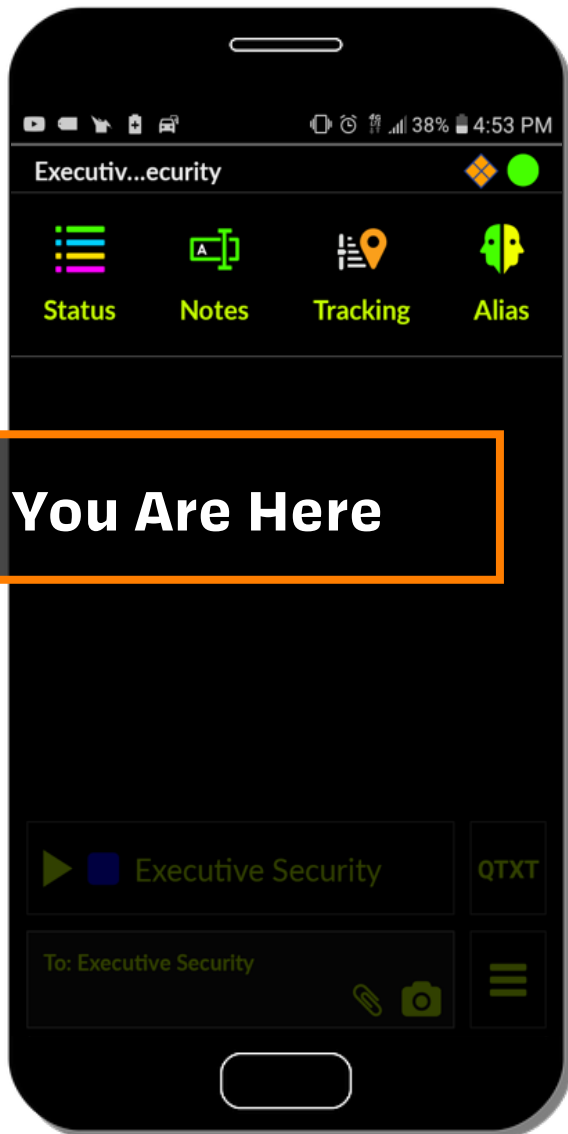 38% 4:53 PM
Executiv...ecurity
Status Notes Tracking Alias
You Are Here
Executive Security QTXT
To: Executive Security